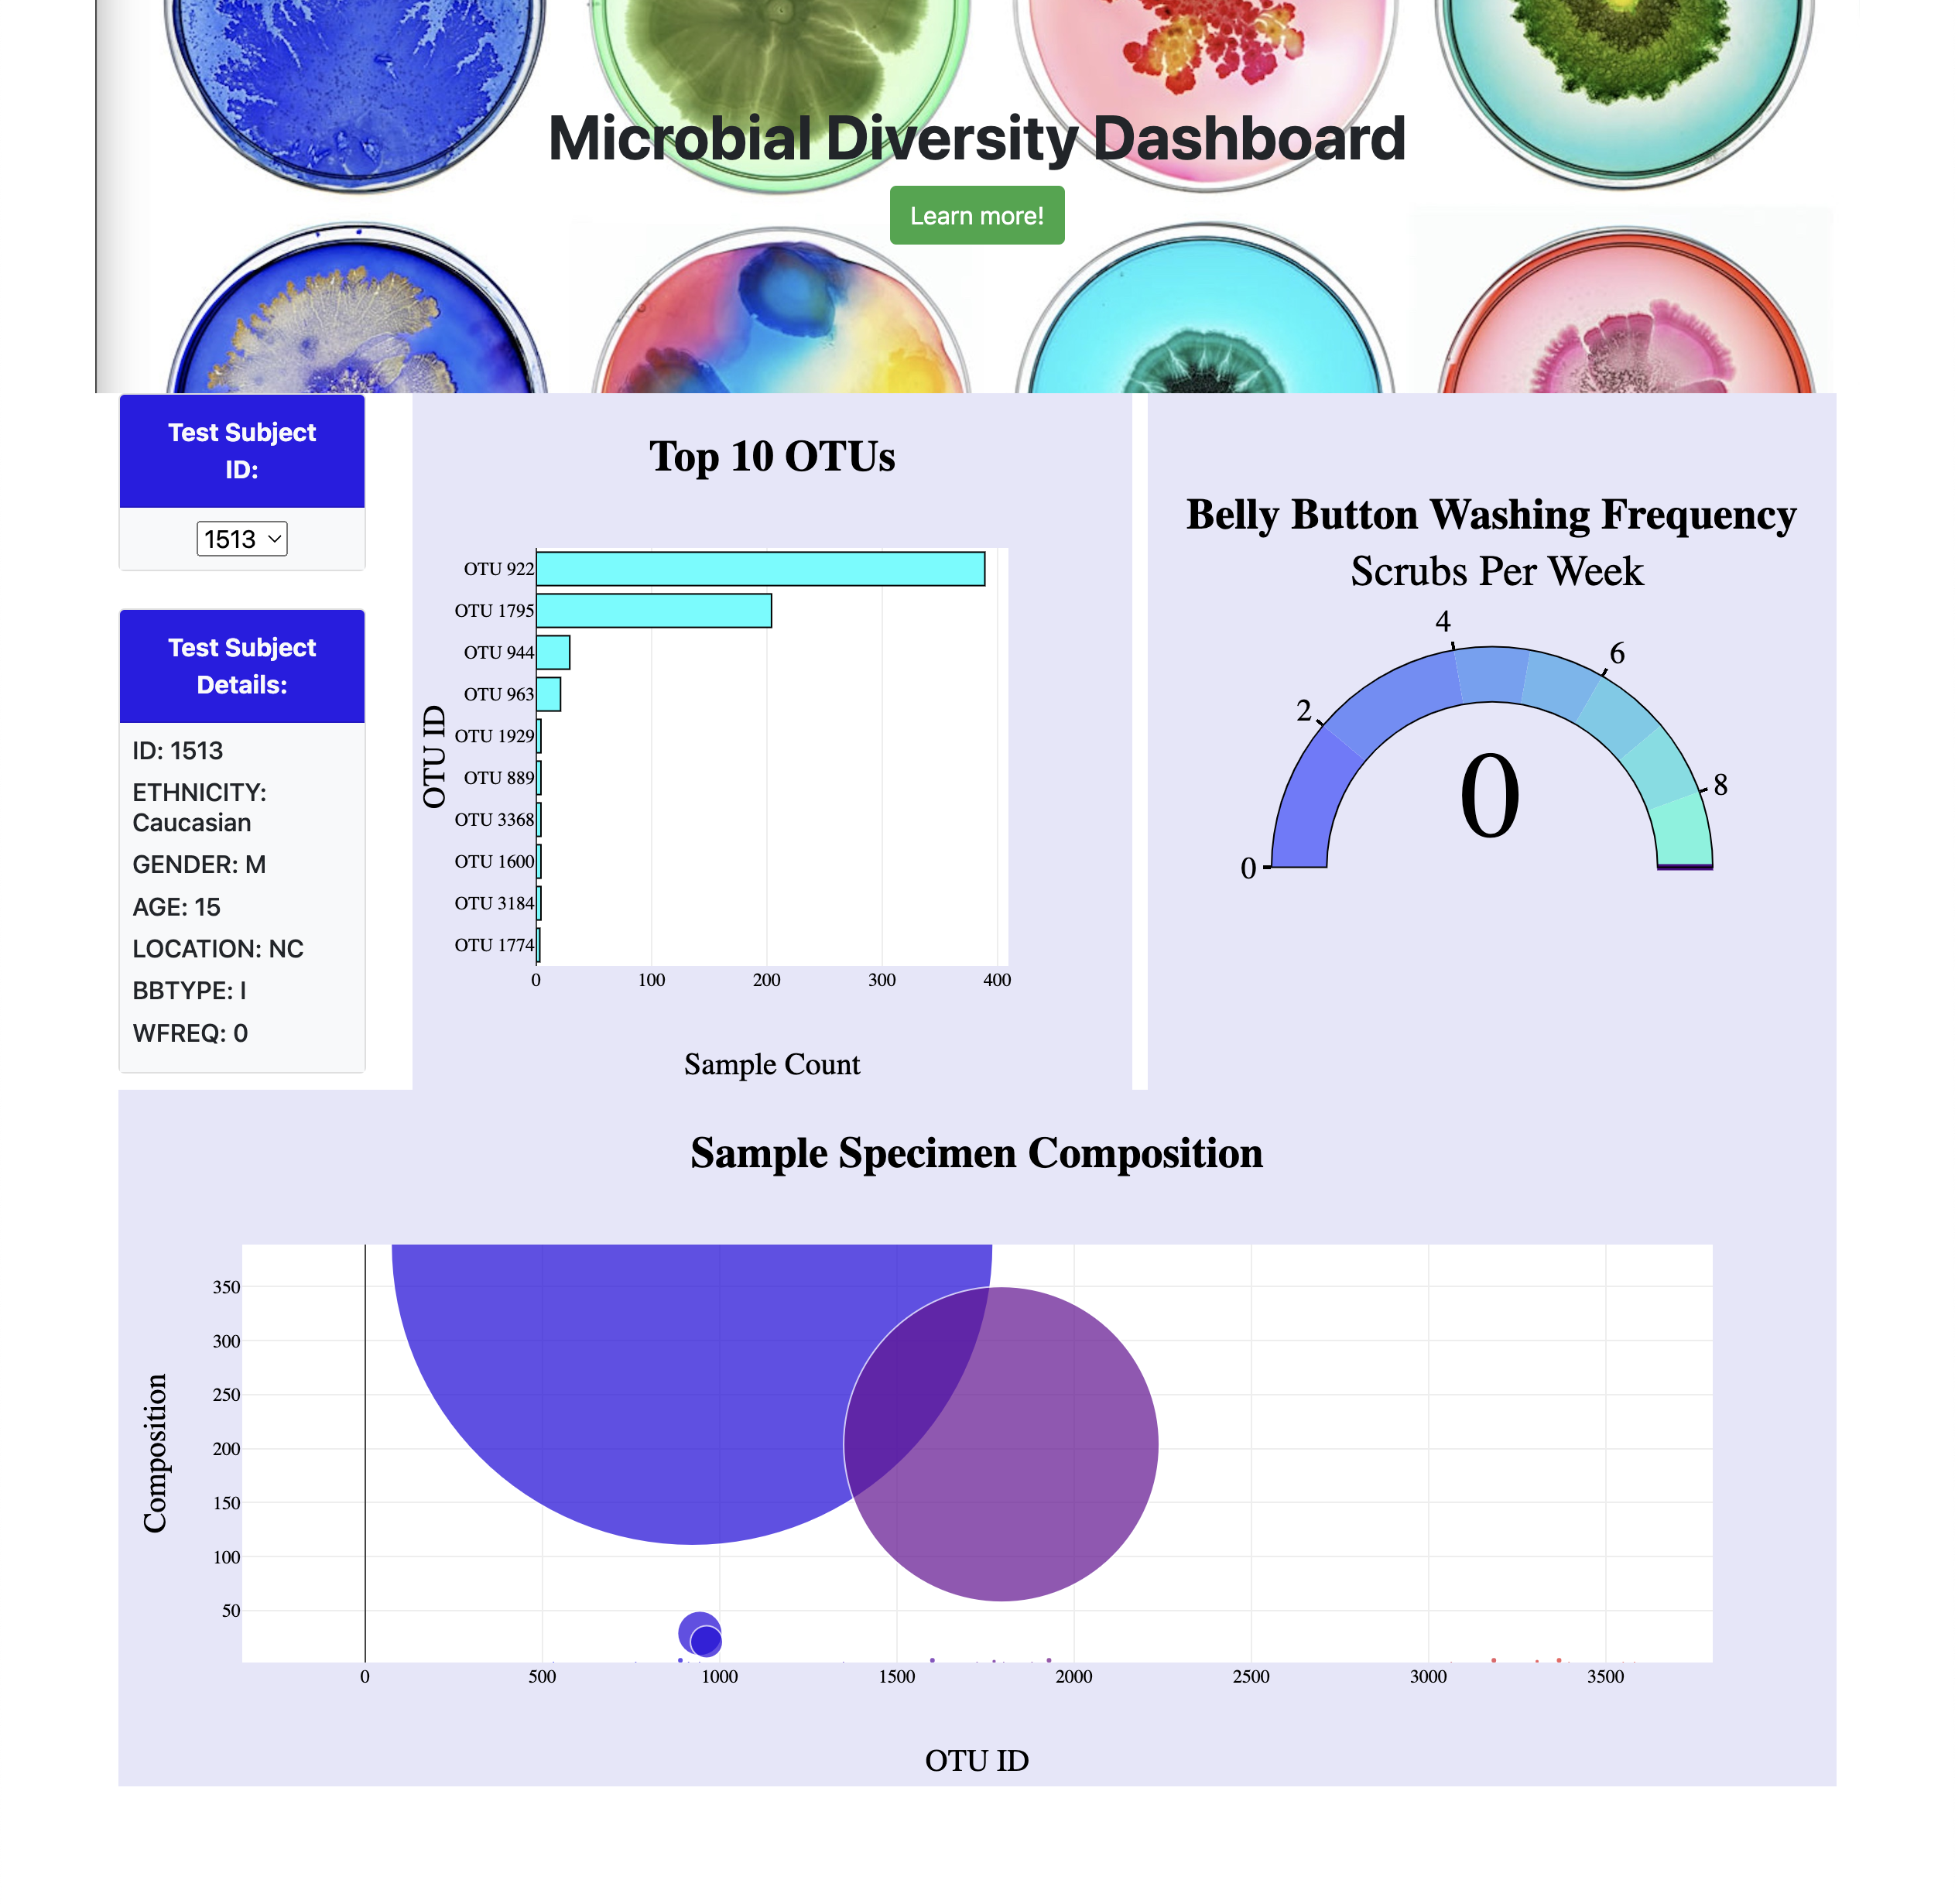 Microbial Diversity Dashboard
Learn more!
Test Subject
ID:
1513
Test Subject
Details:
ID: 1513
ETHNICITY:
Caucasian
GENDER: M
AGE: 15
LOCATION: NC
BBTYPE: I
WFREQ: 0
Top 10 OTUs
OTU ID
OTU 922
OTU 1795
OTU 944
OTU 963
OTU 1929
OTU 889
OTU 3368
OTU 1600
OTU 3184
OTU 1774
0 100 200 300 400
Sample Count
Belly Button Washing Frequency
Scrubs Per Week
0
2
4
6
8
0
Sample Specimen Composition
Composition
350
300
250
200
150
100
50
0 500 1000 1500 2000 2500 3000 3500
OTU ID